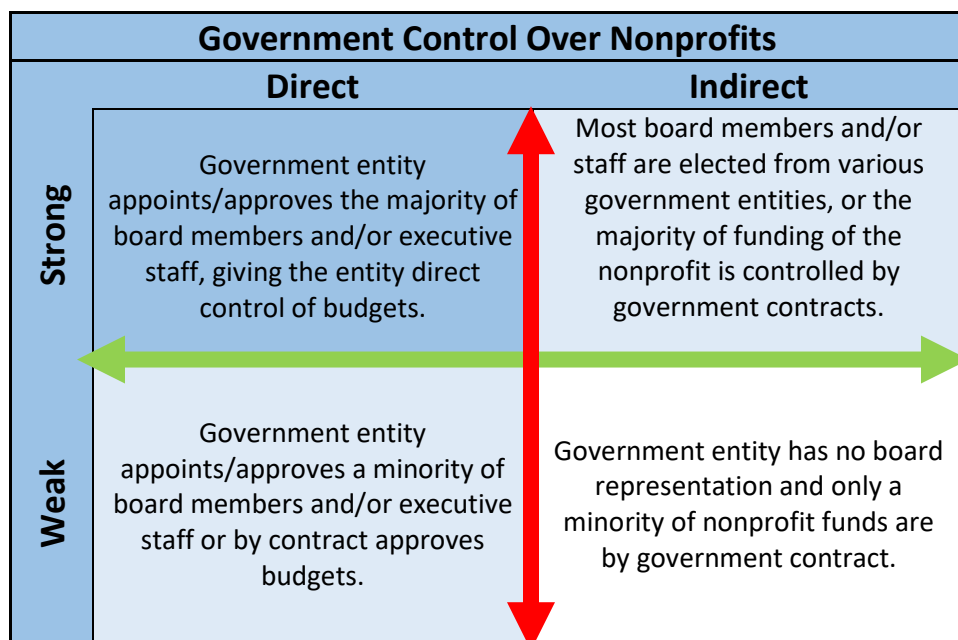 Government Control Over Nonprofits
Direct
Indirect
Strong
Government entity
appoints/approves the majority of
board members and/or executive
staff, giving the entity direct
control of budgets.
Most board members and/or
staff are elected from various
government entities, or the
majority of funding of the
nonprofit is controlled by
government contracts.
Weak
Government entity
appoints/approves a minority of
board members and/or executive
staff or by contract approves
budgets.
Government entity has no board
representation and only a
minority of nonprofit funds are
by government contract.